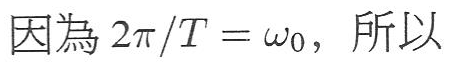 因為 2π/T = ω₀, 所以